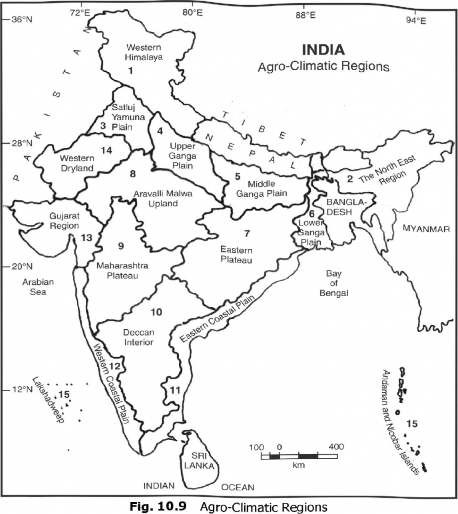 72°E 80°E 88°E 94°E
36°N
INDIA
Agro-Climatic Regions
Western
Himalaya
1
PAKISTAN
TIBET
NEPAL
Satluj
Yamuna
3 Plain
4
28°N
Upper
Ganga
Plain
14
Western
Dryland
8
Aravalli Malwa
Upland
5 Middle
Ganga Plain
2 The North East
Region
BANGLA-
DESH
MYANMAR
Gujarat
Region
13
9
Maharashtra
Plateau
7
Eastern
Plateau
6
Lower
Ganga
Plain
20°N
Arabian
Sea
Bay
of
Bengal
10
Deccan
Interior
Eastern Coastal Plain
Western Coastal Plain
12
11
12°N
15
Lakshadweep
15
Andaman and Nicobar Islands
SRI
LANKA
100 0 400
km
INDIAN OCEAN
Fig. 10.9 Agro-Climatic Regions